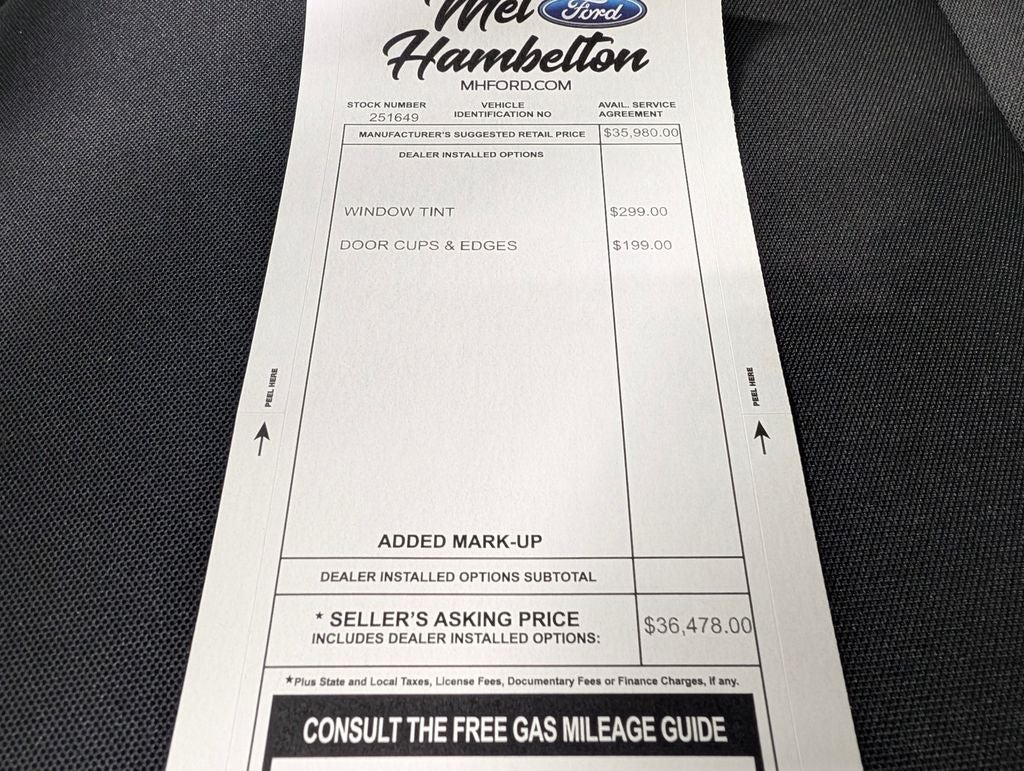 Mel Ford
Hambelton
MHFORD.COM
STOCK NUMBER VEHICLE AVAIL. SERVICE
251649 IDENTIFICATION NO AGREEMENT
MANUFACTURER'S SUGGESTED RETAIL PRICE $35,980.00
DEALER INSTALLED OPTIONS
WINDOW TINT $299.00
DOOR CUPS & EDGES $199.00
PEEL HERE PEEL HERE
ADDED MARK-UP
DEALER INSTALLED OPTIONS SUBTOTAL
* SELLER'S ASKING PRICE $36,478.00
INCLUDES DEALER INSTALLED OPTIONS:
*Plus State and Local Taxes, License Fees, Documentary Fees or Finance Charges, if any.
CONSULT THE FREE GAS MILEAGE GUIDE